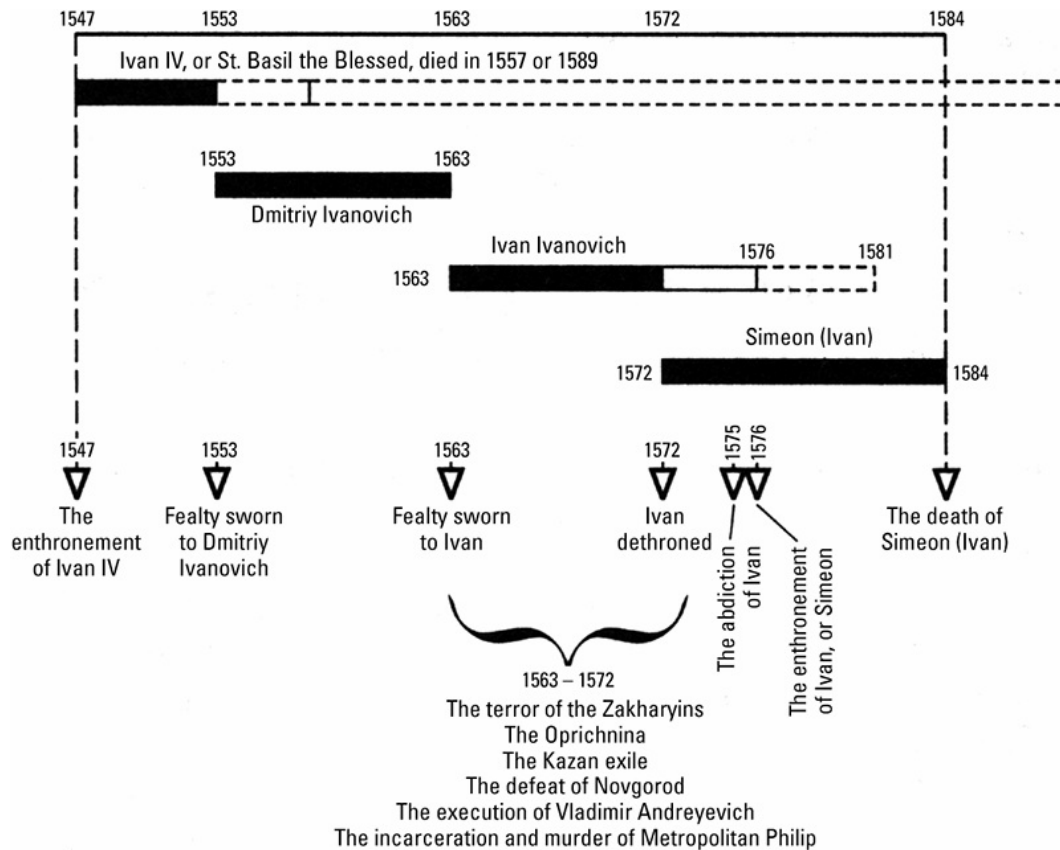 1547 1553 1563 1572 1584
Ivan IV, or St. Basil the Blessed, died in 1557 or 1589
1553 1563
Dmitriy Ivanovich
Ivan Ivanovich 1576 1581
1563
Simeon (Ivan)
1572 1584
1547 1553 1563 1572 1575 1576
The
enthronement
of Ivan IV
Fealty sworn
to Dmitriy
Ivanovich
Fealty sworn
to Ivan
Ivan
dethroned
The abdiction
of Ivan
The enthronement
of Ivan, or Simeon
The death of
Simeon (Ivan)
1563 – 1572
The terror of the Zakharyins
The Oprichnina
The Kazan exile
The defeat of Novgorod
The execution of Vladimir Andreyevich
The incarceration and murder of Metropolitan Philip